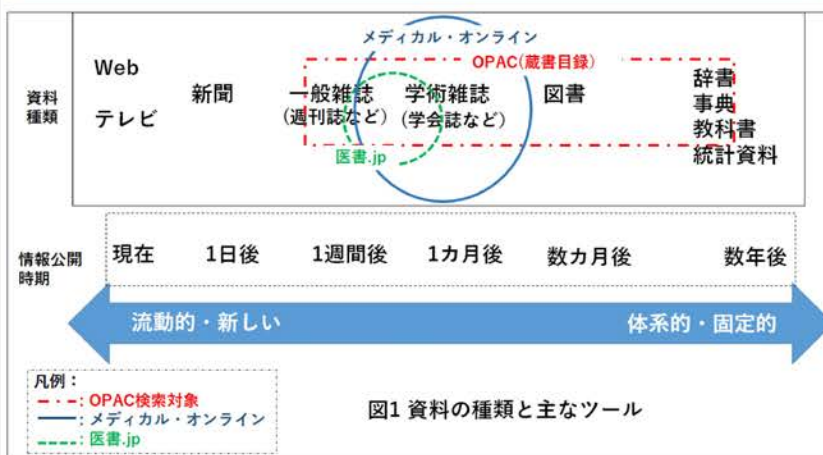 メディカル・オンライン
OPAC(蔵書目録)
資料
種類
Web
テレビ
新聞
一般雑誌
(週刊誌など)
学術雑誌
(学会誌など)
図書
辞書
事典
教科書
統計資料
医書.jp
情報公開
時期
現在
1日後
1週間後
1カ月後
数カ月後
数年後
流動的・新しい
体系的・固定的
凡例：
: OPAC検索対象
: メディカル・オンライン
: 医書.jp
図1 資料の種類と主なツール